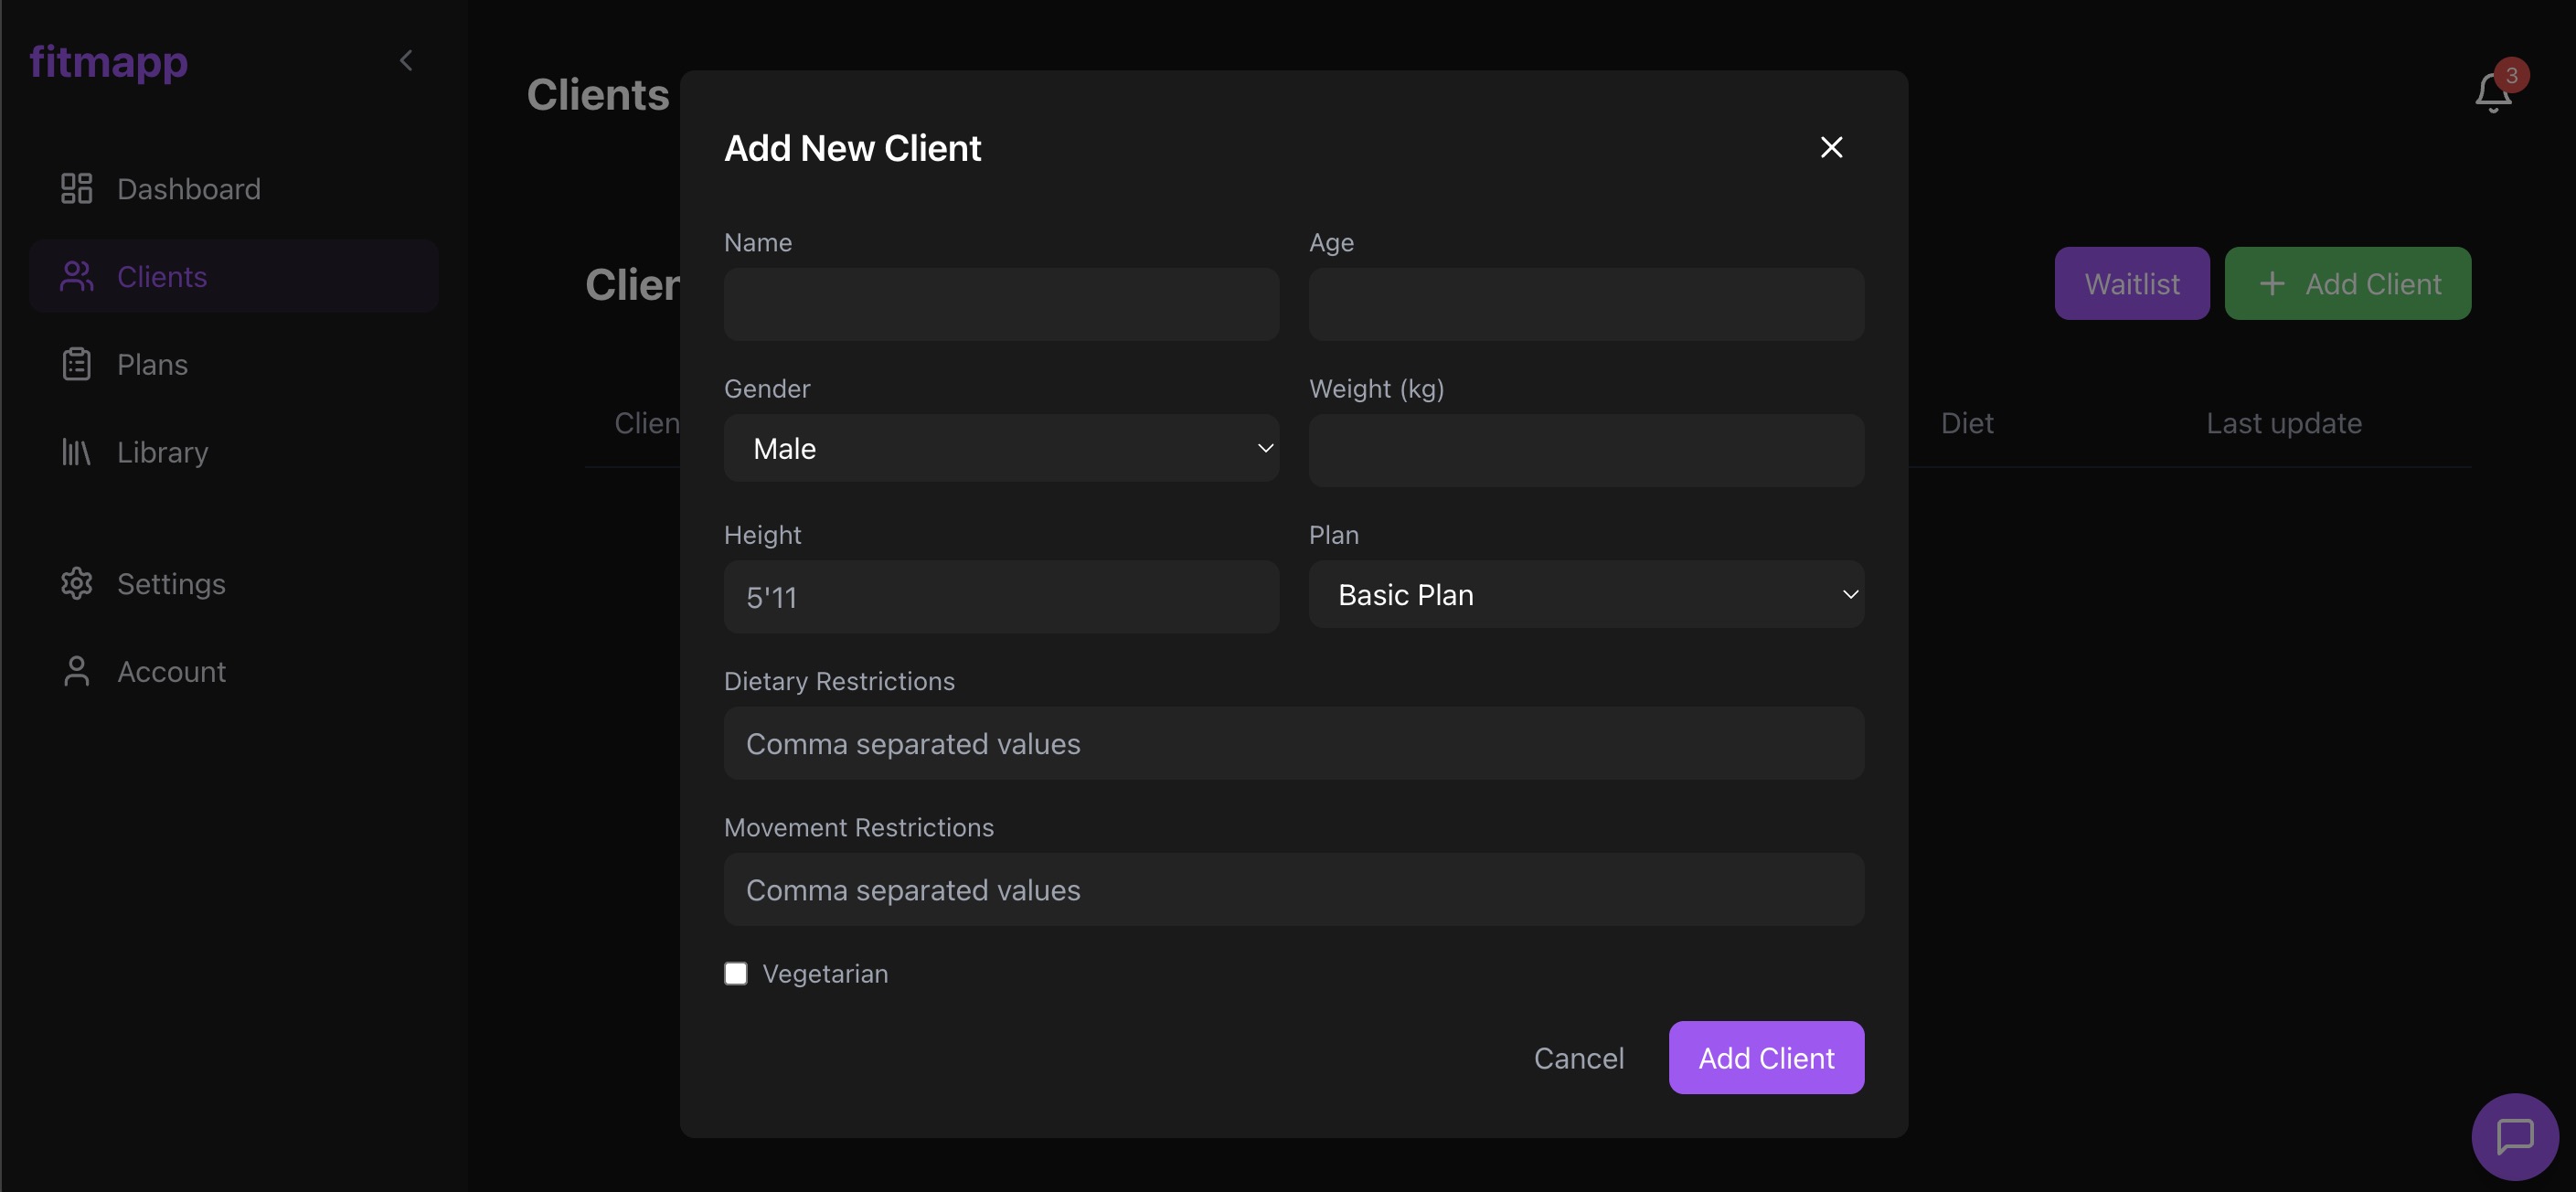 fitmapp
Dashboard
Clients
Plans
Library
Settings
Account
Clients
3
Clien
Waitlist
Add Client
Clien
Diet
Last update
Add New Client
Name
Age
Gender
Male
Weight (kg)
Height
5'11
Plan
Basic Plan
Dietary Restrictions
Comma separated values
Movement Restrictions
Comma separated values
Vegetarian
Cancel
Add Client